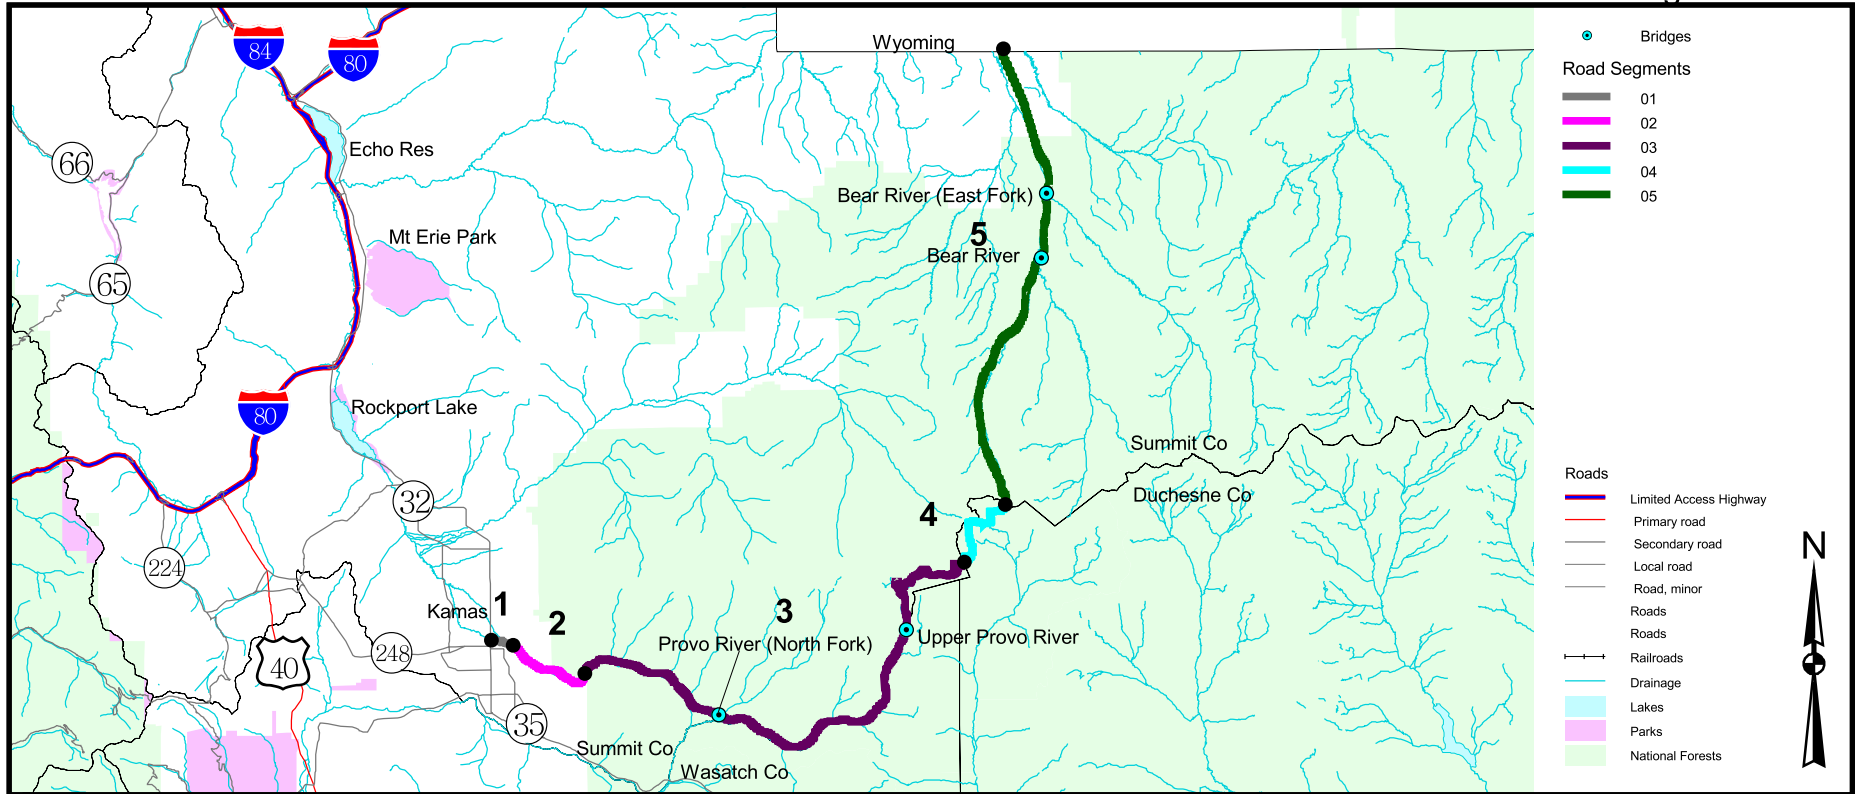 Wyoming
84
80
Echo Res
66
Bear River (East Fork)
5
Mt Erie Park
Bear River
65
80
Rockport Lake
Summit Co
Duchesne Co
32
4
224
Kamas
1
2
3
Provo River (North Fork)
Upper Provo River
248
40
35
Summit Co
Wasatch Co
Bridges
Road Segments
01
02
03
04
05
Roads
Limited Access Highway
Primary road
Secondary road
Local road
Road, minor
Roads
Roads
Railroads
Drainage
Lakes
Parks
National Forests
N